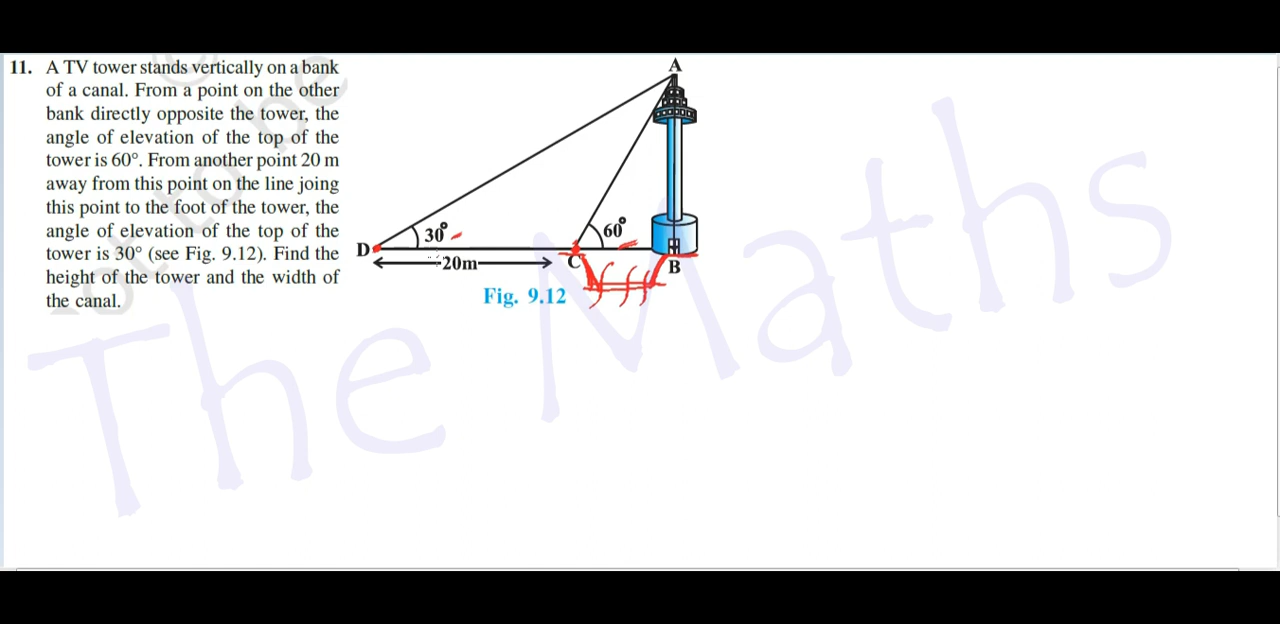 11. A TV tower stands vertically on a bank
of a canal. From a point on the other
bank directly opposite the tower, the
angle of elevation of the top of the
tower is 60°. From another point 20 m
away from this point on the line joing
this point to the foot of the tower, the
angle of elevation of the top of the
tower is 30° (see Fig. 9.12). Find the
height of the tower and the width of
the canal.
A
30°
60°
D
20m
C
B
Fig. 9.12
The Maths